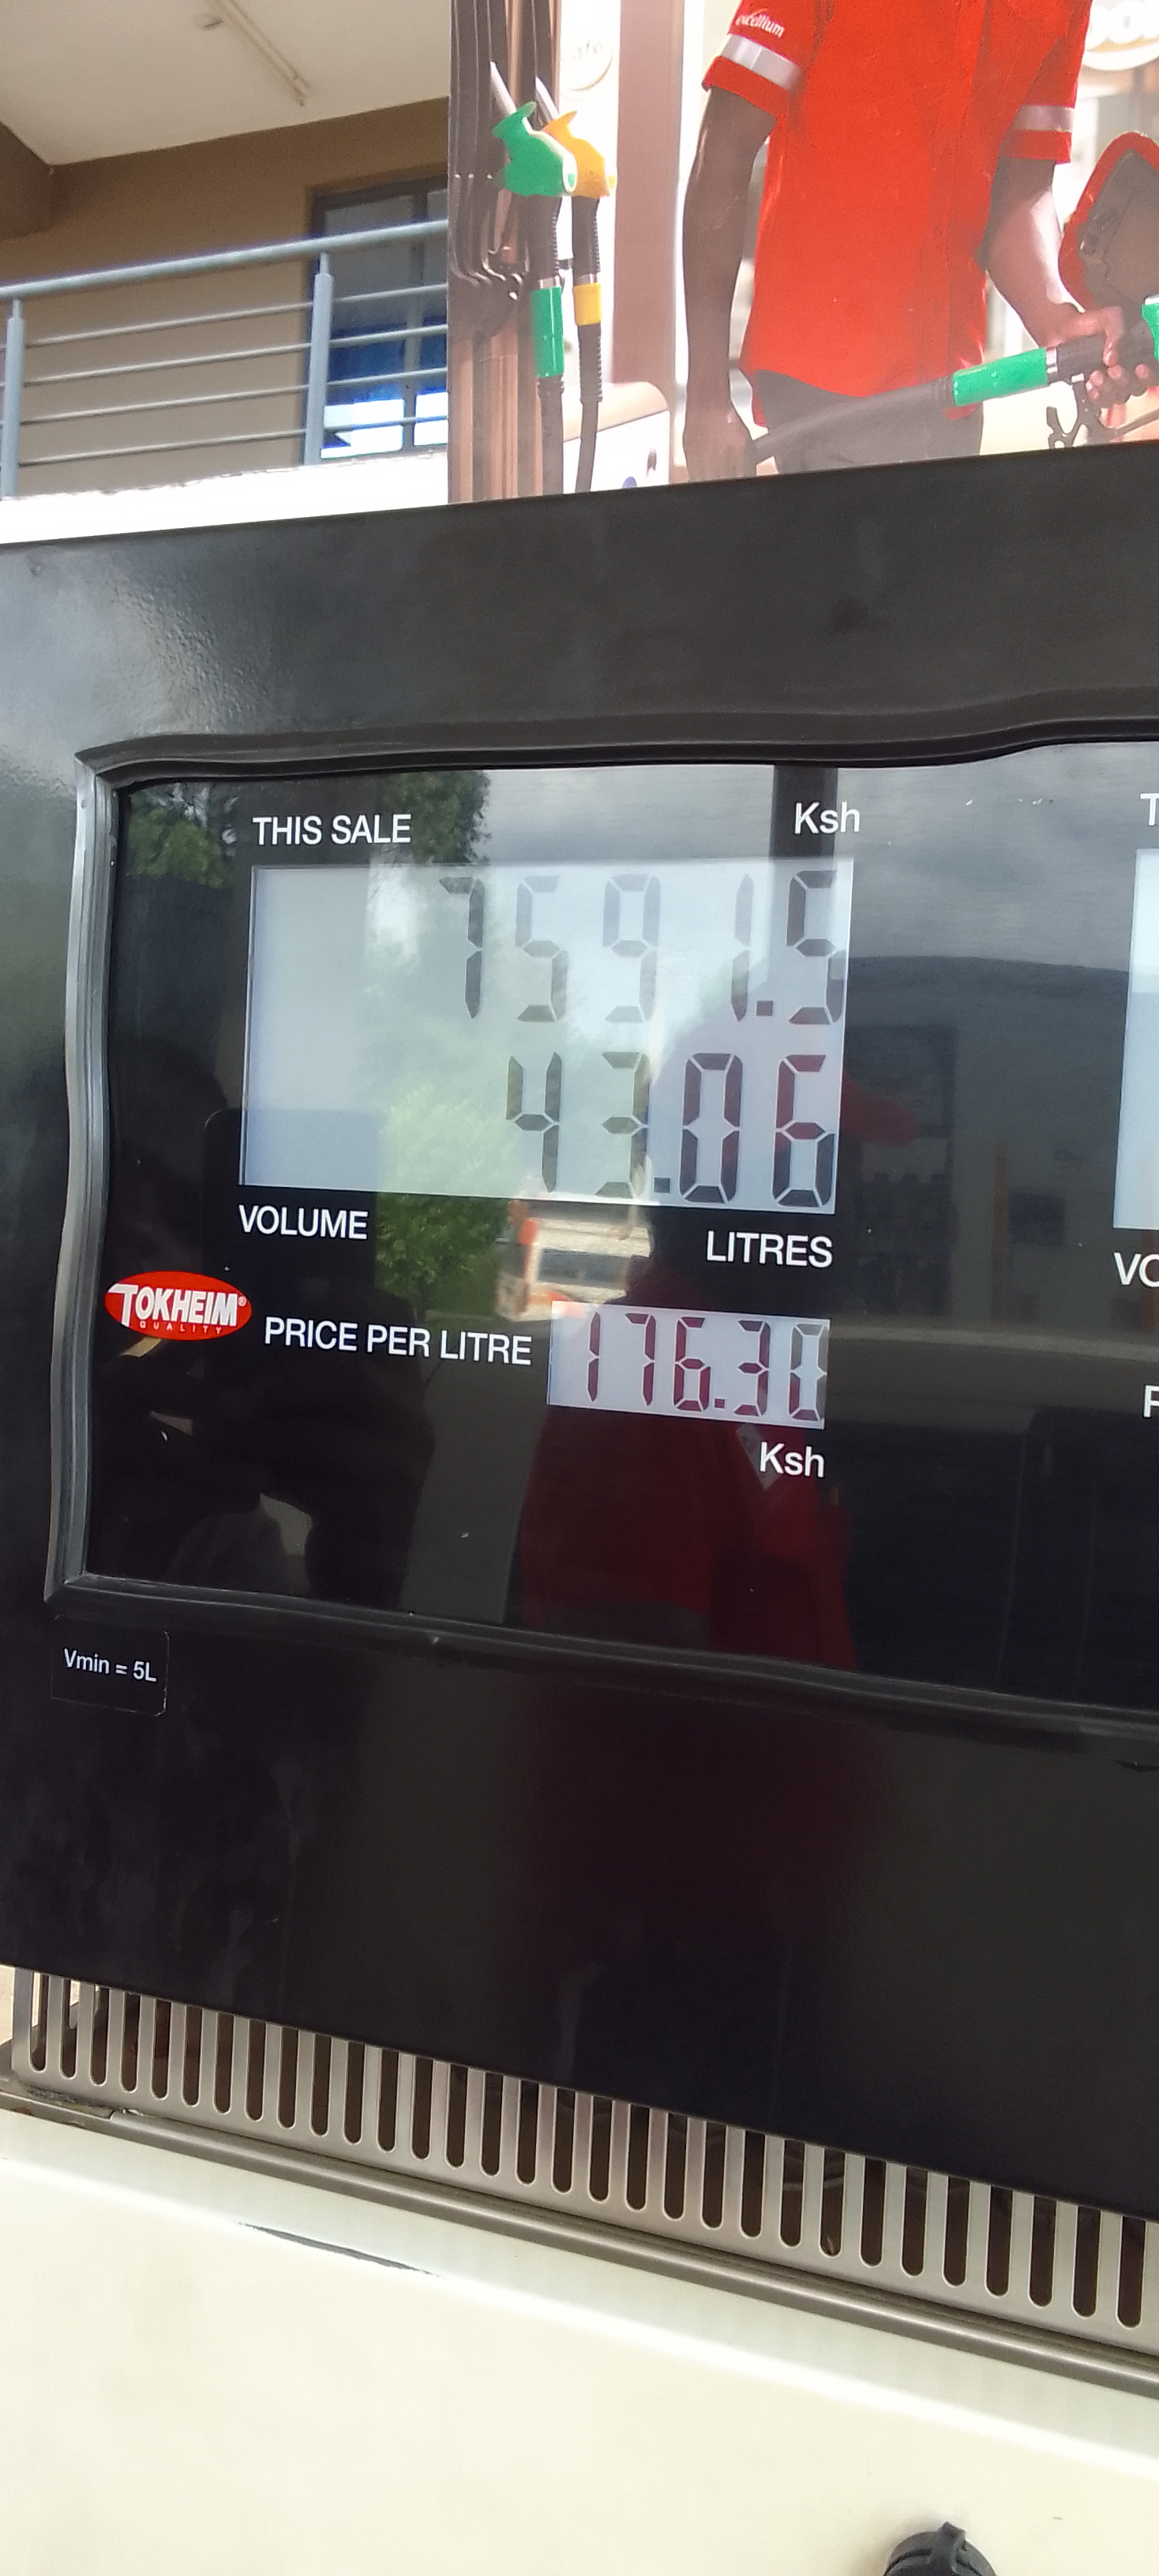 excellium
THIS SALE Ksh
7591.5
43.06
VOLUME LITRES
TOKHEIM®
QUALITY
PRICE PER LITRE 176.30
Ksh
Vmin = 5L